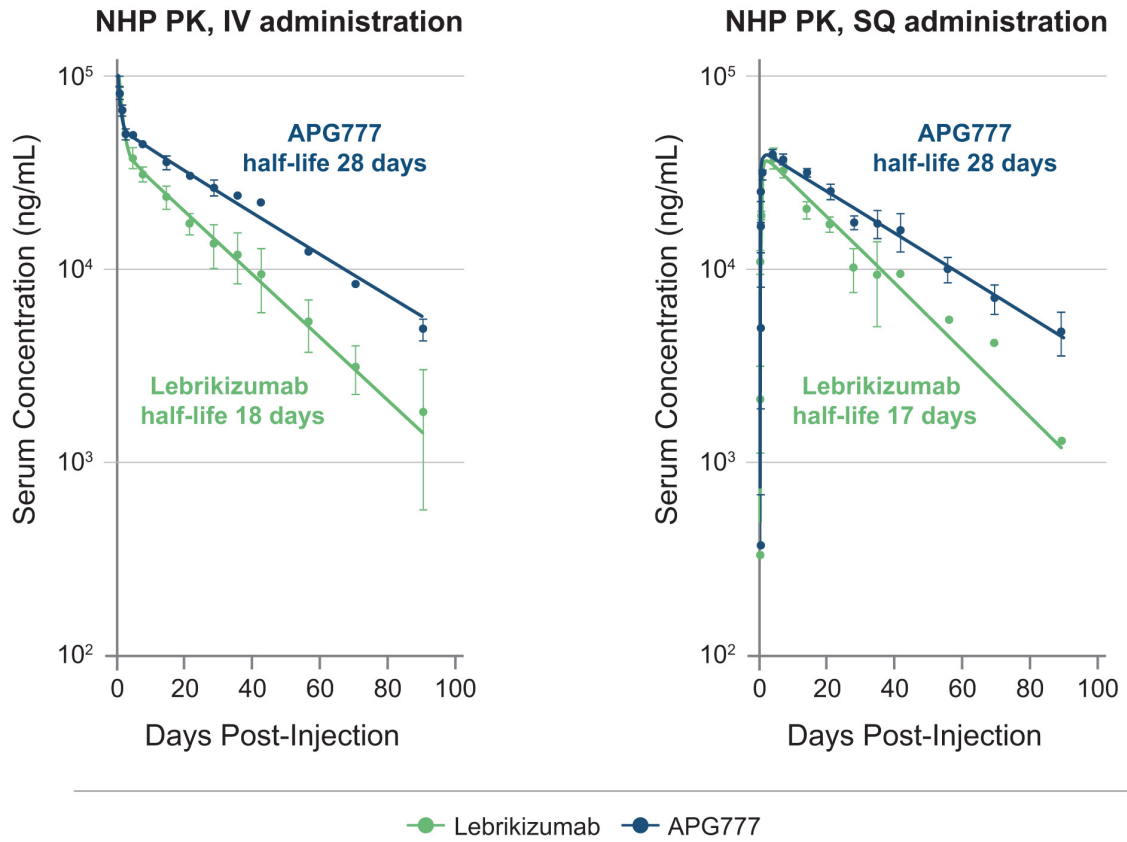 NHP PK, IV administration
Serum Concentration (ng/mL)
10⁵
10⁴
10³
10²
APG777
half-life 28 days
Lebrikizumab
half-life 18 days
0 20 40 60 80 100
Days Post-Injection
NHP PK, SQ administration
Serum Concentration (ng/mL)
10⁵
10⁴
10³
10²
APG777
half-life 28 days
Lebrikizumab
half-life 17 days
0 20 40 60 80 100
Days Post-Injection
Lebrikizumab APG777